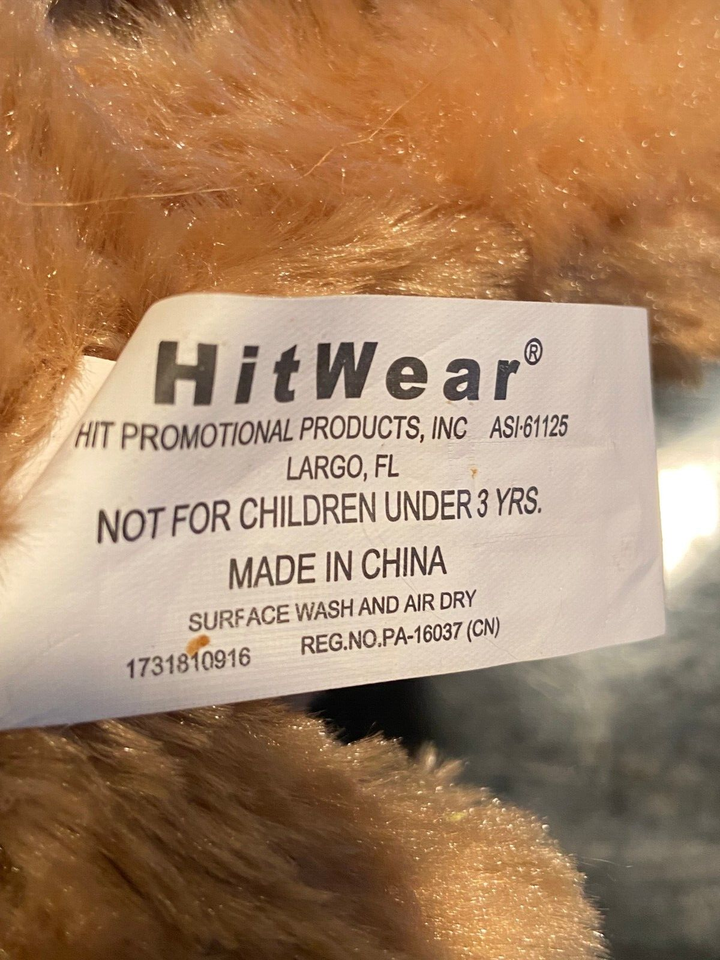 HitWear®
HIT PROMOTIONAL PRODUCTS, INC ASI-61125
LARGO, FL
NOT FOR CHILDREN UNDER 3 YRS.
MADE IN CHINA
SURFACE WASH AND AIR DRY
1731810916 REG.NO.PA-16037 (CN)